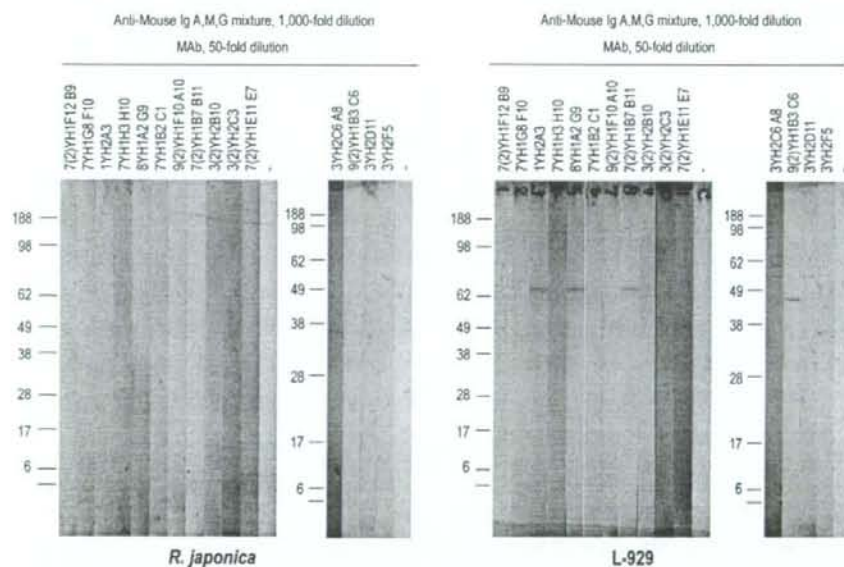 Anti-Mouse Ig A,M,G mixture, 1,000-fold dilution
MAb, 50-fold dilution
7(2)YH1F12 B9
7YH1G8 F10
1YH2A3
7YH1H3 H10
8YH1A2 G9
7YH1B2 C1
9(2)YH1F10 A10
7(2)YH1B7 B11
3(2)YH2B10
3(2)YH2C3
7(2)YH1E11 E7
-
3YH2C6 A8
9(2)YH1B3 C6
3YH2D11
3YH2F5
-
188
98
62
49
38
28
17
6
188
98
62
49
38
28
17
6
R. japonica
Anti-Mouse Ig A,M,G mixture, 1,000-fold dilution
MAb, 50-fold dilution
7(2)YH1F12 B9
7YH1G8 F10
1YH2A3
7YH1H3 H10
8YH1A2 G9
7YH1B2 C1
9(2)YH1F10 A10
7(2)YH1B7 B11
3(2)YH2B10
3(2)YH2C3
7(2)YH1E11 E7
-
3YH2C6 A8
9(2)YH1B3 C6
3YH2D11
3YH2F5
-
188
98
62
49
38
28
17
6
188
98
62
49
38
28
17
6
L-929